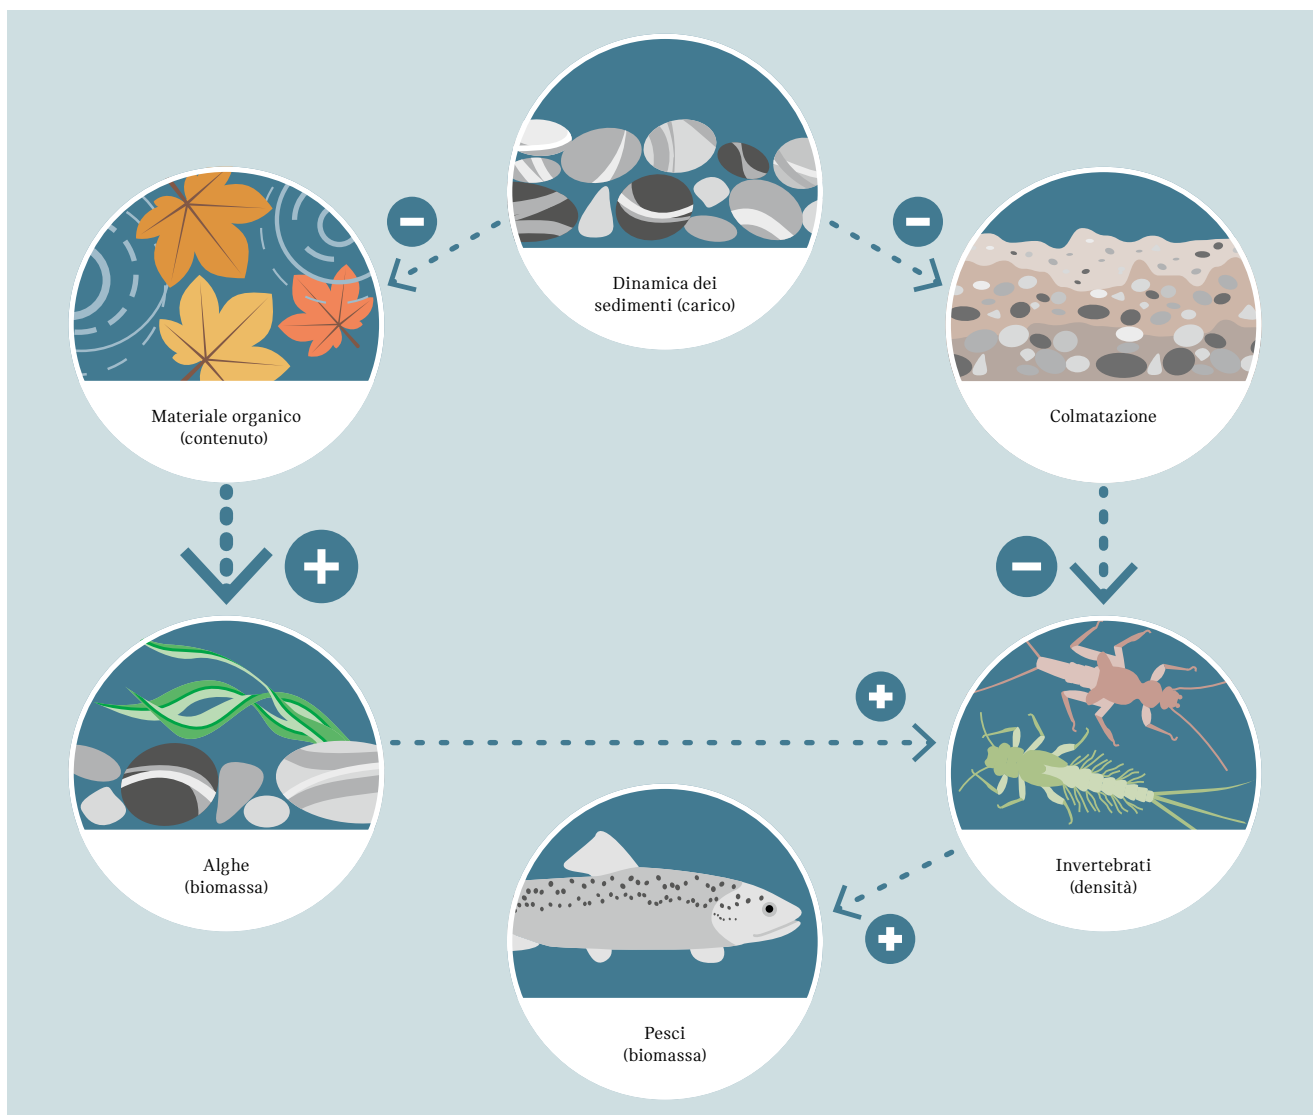 Dinamica dei
sedimenti (carico)
Materiale organico
(contenuto)
Colmatazione
Alghe
(biomassa)
Invertebrati
(densità)
Pesci
(biomassa)